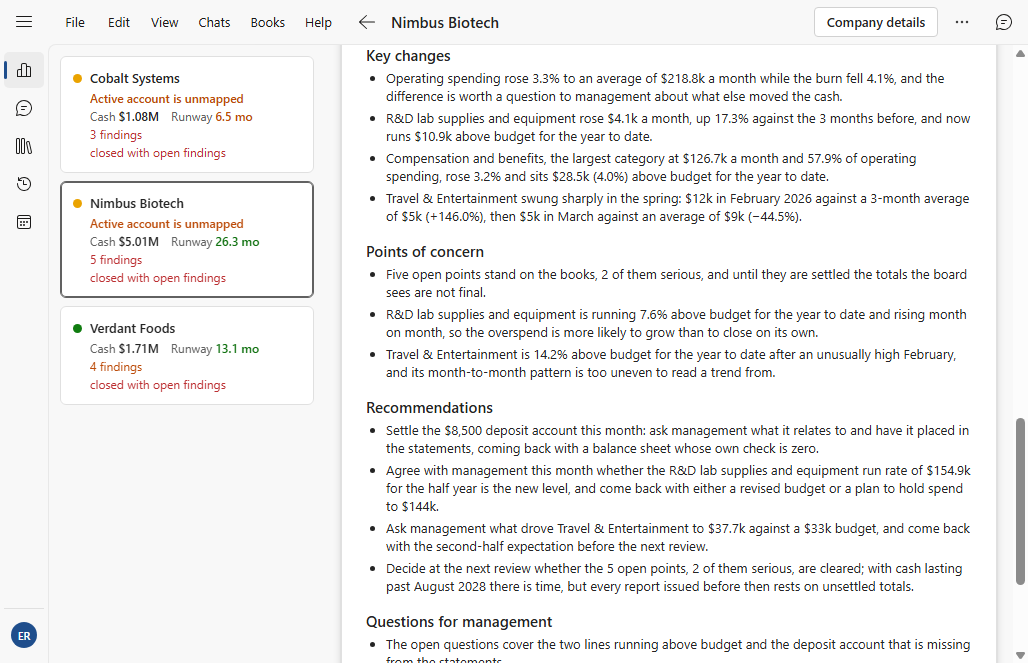 File Edit View Chats Books Help
Nimbus Biotech
Company details
Cobalt Systems
Active account is unmapped
Cash $1.08M Runway 6.5 mo
3 findings
closed with open findings
Nimbus Biotech
Active account is unmapped
Cash $5.01M Runway 26.3 mo
5 findings
closed with open findings
Verdant Foods
Cash $1.71M Runway 13.1 mo
4 findings
closed with open findings
ER
Key changes
Operating spending rose 3.3% to an average of $218.8k a month while the burn fell 4.1%, and the
difference is worth a question to management about what else moved the cash.
R&D lab supplies and equipment rose $4.1k a month, up 17.3% against the 3 months before, and now
runs $10.9k above budget for the year to date.
Compensation and benefits, the largest category at $126.7k a month and 57.9% of operating
spending, rose 3.2% and sits $28.5k (4.0%) above budget for the year to date.
Travel & Entertainment swung sharply in the spring: $12k in February 2026 against a 3-month average
of $5k (+146.0%), then $5k in March against an average of $9k (−44.5%).
Points of concern
Five open points stand on the books, 2 of them serious, and until they are settled the totals the board
sees are not final.
R&D lab supplies and equipment is running 7.6% above budget for the year to date and rising month
on month, so the overspend is more likely to grow than to close on its own.
Travel & Entertainment is 14.2% above budget for the year to date after an unusually high February,
and its month-to-month pattern is too uneven to read a trend from.
Recommendations
Settle the $8,500 deposit account this month: ask management what it relates to and have it placed in
the statements, coming back with a balance sheet whose own check is zero.
Agree with management this month whether the R&D lab supplies and equipment run rate of $154.9k
for the half year is the new level, and come back with either a revised budget or a plan to hold spend
to $144k.
Ask management what drove Travel & Entertainment to $37.7k against a $33k budget, and come back
with the second-half expectation before the next review.
Decide at the next review whether the 5 open points, 2 of them serious, are cleared; with cash lasting
past August 2028 there is time, but every report issued before then rests on unsettled totals.
Questions for management
The open questions cover the two lines running above budget and the deposit account that is missing
from the statements.